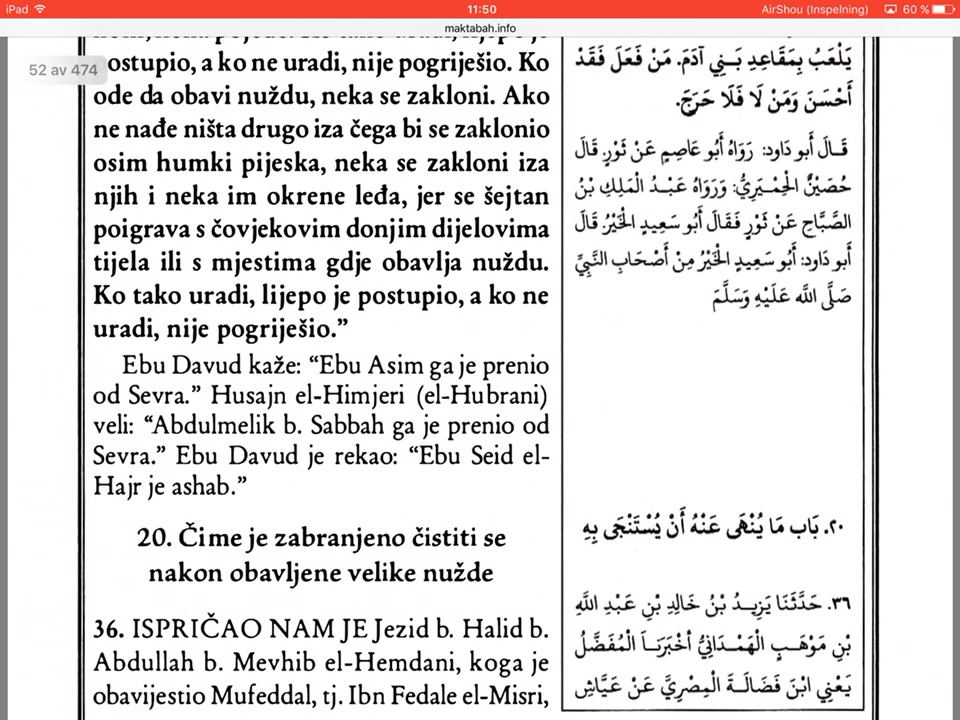 iPad 11:50 AirShou (Inspelning) 60 %
maktabah.info
52 av 474
postupio, a ko ne uradi, nije pogriješio. Ko
ode da obavi nuždu, neka se zakloni. Ako
ne nađe ništa drugo iza čega bi se zaklonio
osim humki pijeska, neka se zakloni iza
njih i neka im okrene leđa, jer se šejtan
poigrava s čovjekovim donjim dijelovima
tijela ili s mjestima gdje obavlja nuždu.
Ko tako uradi, lijepo je postupio, a ko ne
uradi, nije pogriješio.”
Ebu Davud kaže: “Ebu Asim ga je prenio
od Sevra.” Husajn el-Himjeri (el-Hubrani)
veli: “Abdulmelik b. Sabbah ga je prenio od
Sevra.” Ebu Davud je rekao: “Ebu Seid el-
Hajr je ashab.”
20. Čime je zabranjeno čistiti se
nakon obavljene velike nužde
36. ISPRIČAO NAM JE Jezid b. Halid b.
Abdullah b. Mevhib el-Hemdani, koga je
obavijestio Mufeddal, tj. Ibn Fedale el-Misri,
يَلْعَبُ بِمَقَاعِدِ بَنِي آدَمَ. مَنْ فَعَلَ فَقَدْ
أَحْسَنَ وَمَنْ لَا فَلَا حَرَجَ.
قَالَ أَبو دَاود: رَوَاهُ أَبُو عَاصِمٍ عَنْ ثَوْرٍ قَالَ
حُصَيْنٌ الْحِمْيَرِيُّ: وَرَوَاهُ عَبْدُ الْمَلِكِ بْنُ
الصَّبَّاحِ عَنْ ثَوْرٍ فَقَالَ أَبُو سَعِيدٍ الْخَيْرُ: قَالَ
أَبو دَاود: أَبُو سَعِيدٍ الْخَيْرُ مِنْ أَصْحَابِ النَّبِيِّ
صَلَّى الله عَلَيْهِ وَسَلَّمَ
٢٠. بَاب مَا يُنْهَى عَنْهُ أَنْ يُسْتَنْجَى بِهِ
٣٦. حَدَّثَنَا يَزِيدُ بْنُ خَالِدِ بْنِ عَبْدِ اللَّهِ
بْنِ مَوْهَبٍ الْهَمْدَانِيُّ أَخْبَرَنَا الْمُفَضَّلُ
يَعْنِي ابْنَ فَضَالَةَ الْمِصْرِيَّ عَنْ عَيَّاشِ